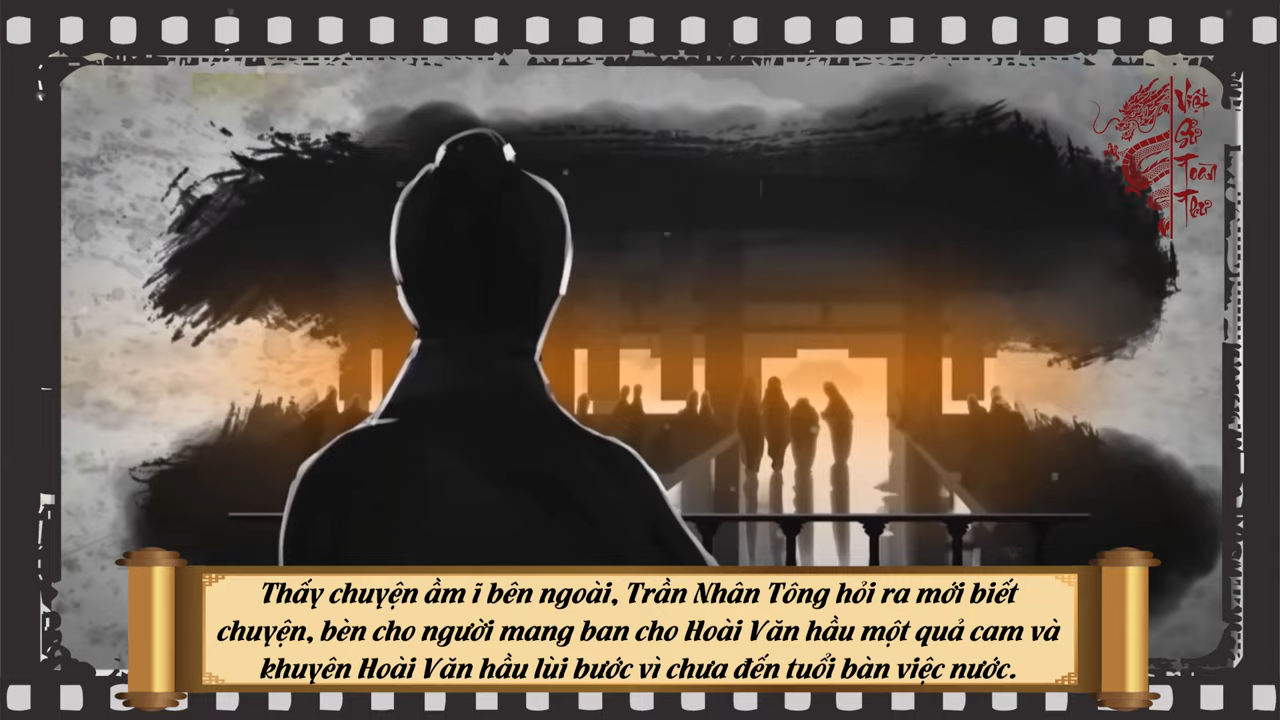 Việt
Sử
Toàn
Thư
Thấy chuyện ầm ĩ bên ngoài, Trần Nhân Tông hỏi ra mới biết
chuyện, bèn cho người mang ban cho Hoài Văn hầu một quả cam và
khuyên Hoài Văn hầu lùi bước vì chưa đến tuổi bàn việc nước.